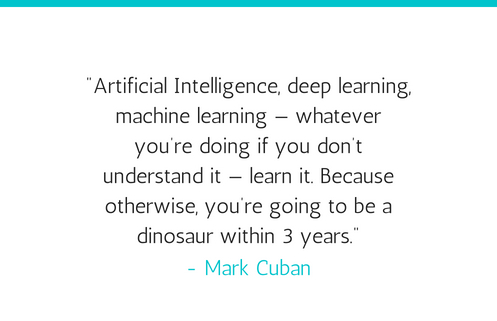 "Artificial Intelligence, deep learning,
machine learning — whatever
you're doing if you don't
understand it — learn it. Because
otherwise, you're going to be a
dinosaur within 3 years."
- Mark Cuban